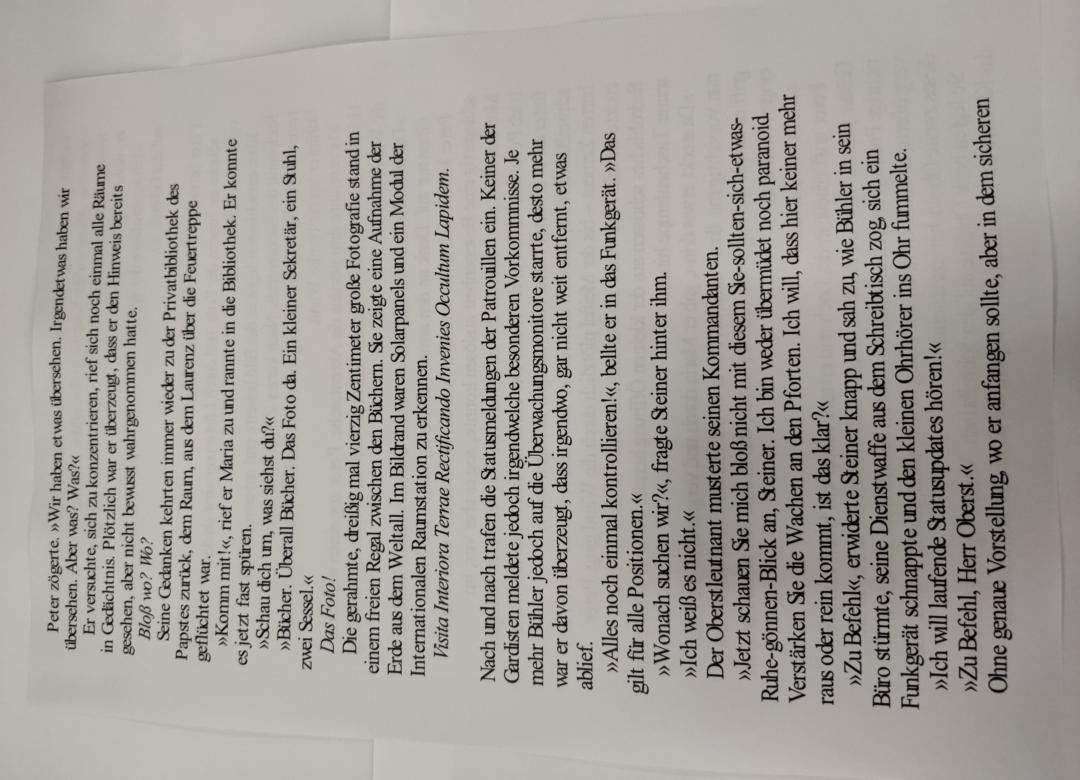 Peter zögerte. »Wir haben etwas übersehen. Irgendetwas haben wir
übersehen. Aber was? Was?«
Er versuchte, sich zu konzentrieren, rief sich noch einmal alle Räume
in Gedächtnis. Plötzlich war er überzeugt, dass er den Hinweis bereits
gesehen, aber nicht bewusst wahrgenommen hatte.
Bloß wo? Wo?
Seine Gedanken kehrten immer wieder zu der Privatbibliothek des
Papstes zurück, dem Raum, aus dem Laurenz über die Feuertreppe
geflüchtet war.
»Komm mit!«, rief er Maria zu und rannte in die Bibliothek. Er konnte
es jetzt fast spüren.
»Schau dich um, was siehst du?«
»Bücher. Überall Bücher. Das Foto da. Ein kleiner Sekretär, ein Stuhl,
zwei Sessel.«
Das Foto!
Die gerahmte, dreißig mal vierzig Zentimeter große Fotografie stand in
einem freien Regal zwischen den Büchern. Sie zeigte eine Aufnahme der
Erde aus dem Weltall. Im Bildrand waren Solarpanels und ein Modul der
Internationalen Raumstation zu erkennen.
Visita Interiora Terrae Rectificando Invenies Occultum Lapidem.
Nach und nach trafen die Statusmeldungen der Patrouillen ein. Keiner der
Gardisten meldete jedoch irgendwelche besonderen Vorkommnisse. Je
mehr Bühler jedoch auf die Überwachungsmonitore starrte, desto mehr
war er davon überzeugt, dass irgendwo, gar nicht weit entfernt, etwas
ablief.
»Alles noch einmal kontrollieren!«, bellte er in das Funkgerät. »Das
gilt für alle Positionen.«
»Wonach suchen wir?«, fragte Steiner hinter ihm.
»Ich weiß es nicht.«
Der Oberstleutnant musterte seinen Kommandanten.
»Jetzt schauen Sie mich bloß nicht mit diesem Sie-sollten-sich-etwas-
Ruhe-gönnen-Blick an, Steiner. Ich bin weder übermüdet noch paranoid.
Verstärken Sie die Wachen an den Pforten. Ich will, dass hier keiner mehr
raus oder rein kommt, ist das klar?«
»Zu Befehl«, erwiderte Steiner knapp und sah zu, wie Bühler in sein
Büro stürmte, seine Dienstwaffe aus dem Schreibtisch zog, sich ein
Funkgerät schnappte und den kleinen Ohrhörer ins Ohr fummelte.
»Ich will laufende Statusupdates hören!«
»Zu Befehl, Herr Oberst.«
Ohne genaue Vorstellung, wo er anfangen sollte, aber in dem sicheren